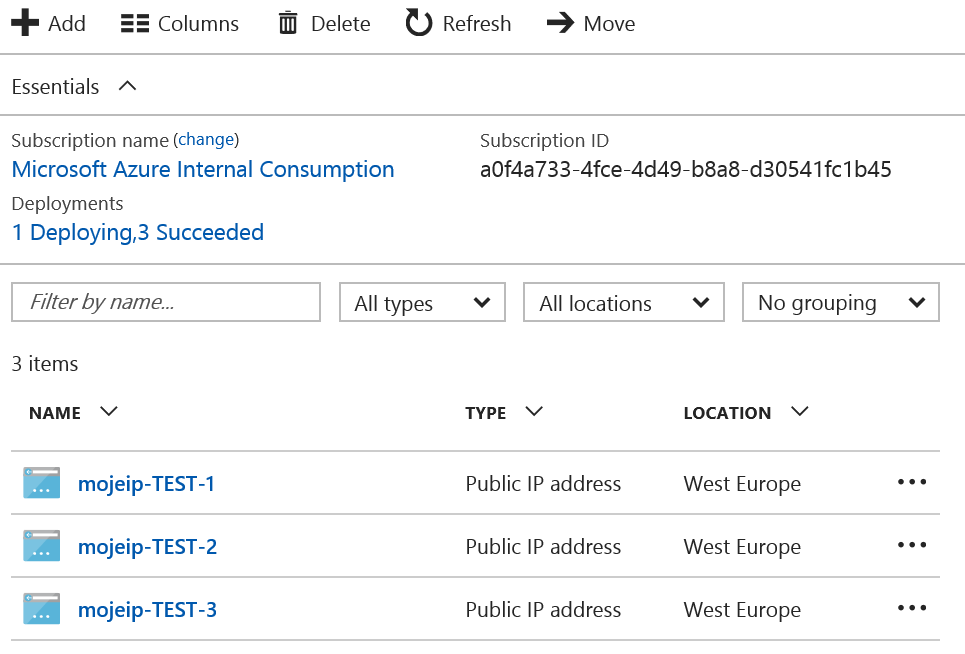 Add Columns Delete Refresh Move
Essentials
Subscription name (change) Subscription ID
Microsoft Azure Internal Consumption a0f4a733-4fce-4d49-b8a8-d30541fc1b45
Deployments
1 Deploying,3 Succeeded
Filter by name... All types All locations No grouping
3 items
NAME TYPE LOCATION
mojeip-TEST-1 Public IP address West Europe
mojeip-TEST-2 Public IP address West Europe
mojeip-TEST-3 Public IP address West Europe